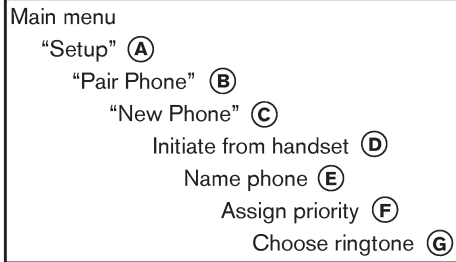 Main menu
“Setup” A
“Pair Phone” B
“New Phone” C
Initiate from handset D
Name phone E
Assign priority F
Choose ringtone G